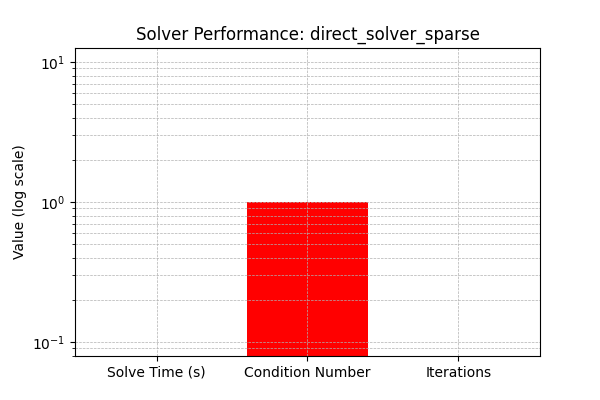 Solver Performance: direct_solver_sparse
Value (log scale)
10¹
10⁰
10⁻¹
Solve Time (s) Condition Number Iterations